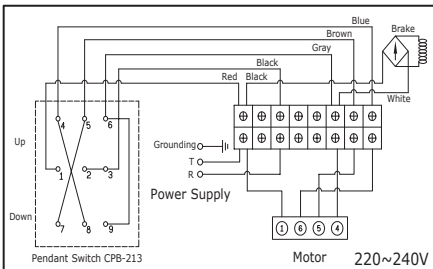 Blue
Brown
Gray
Black
Red
Black
White
Brake
4 5 6
Up
1 2 3
Down
7 8 9
Pendant Switch CPB-213
Grounding
T
R
Power Supply
1 6 5 4
Motor
220~240V